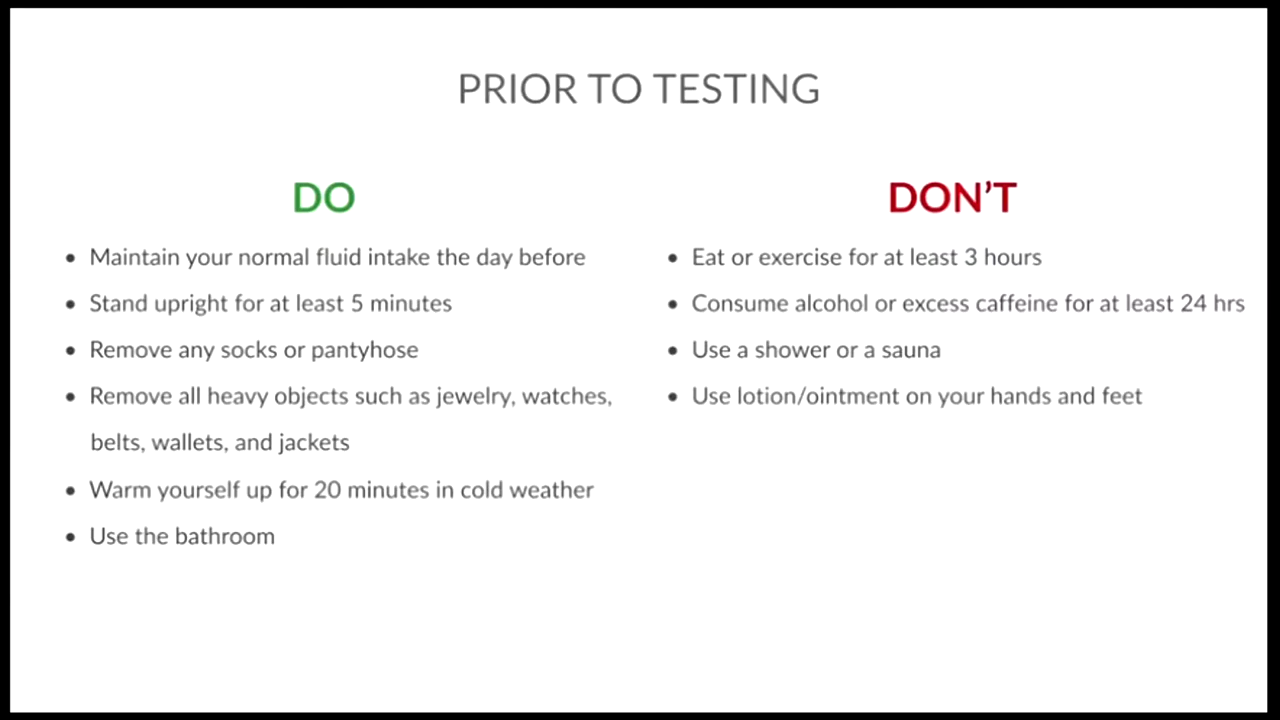 PRIOR TO TESTING
DO
• Maintain your normal fluid intake the day before
• Stand upright for at least 5 minutes
• Remove any socks or pantyhose
• Remove all heavy objects such as jewelry, watches,
belts, wallets, and jackets
• Warm yourself up for 20 minutes in cold weather
• Use the bathroom
DON’T
• Eat or exercise for at least 3 hours
• Consume alcohol or excess caffeine for at least 24 hrs
• Use a shower or a sauna
• Use lotion/ointment on your hands and feet